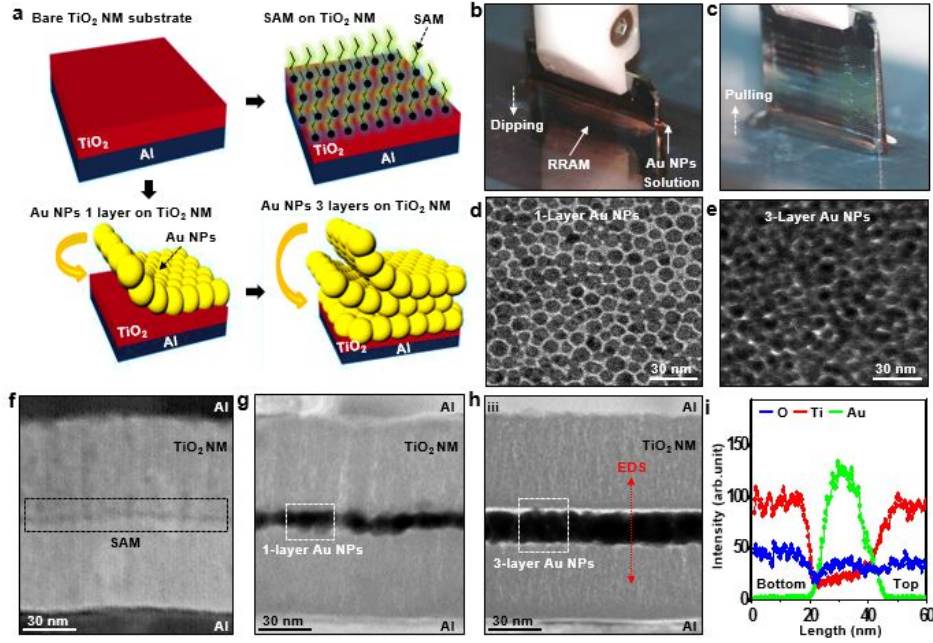 a
Bare TiO2 NM substrate
SAM on TiO2 NM
SAM
TiO2
Al
TiO2
Al
Au NPs 1 layer on TiO2 NM
Au NPs
Au NPs 3 layers on TiO2 NM
TiO2
Al
TiO2
Al
b
Dipping
RRAM
Au NPs
Solution
c
Pulling
d
1-Layer Au NPs
30 nm
e
3-Layer Au NPs
30 nm
f
Al
TiO2 NM
SAM
30 nm
Al
g
Al
TiO2 NM
1-layer Au NPs
30 nm
Al
h
iii
Al
TiO2 NM
EDS
3-layer Au NPs
30 nm
Al
i
O Ti Au
Intensity (arb.unit)
150
100
50
0
Bottom
Top
0 20 40 60
Length (nm)